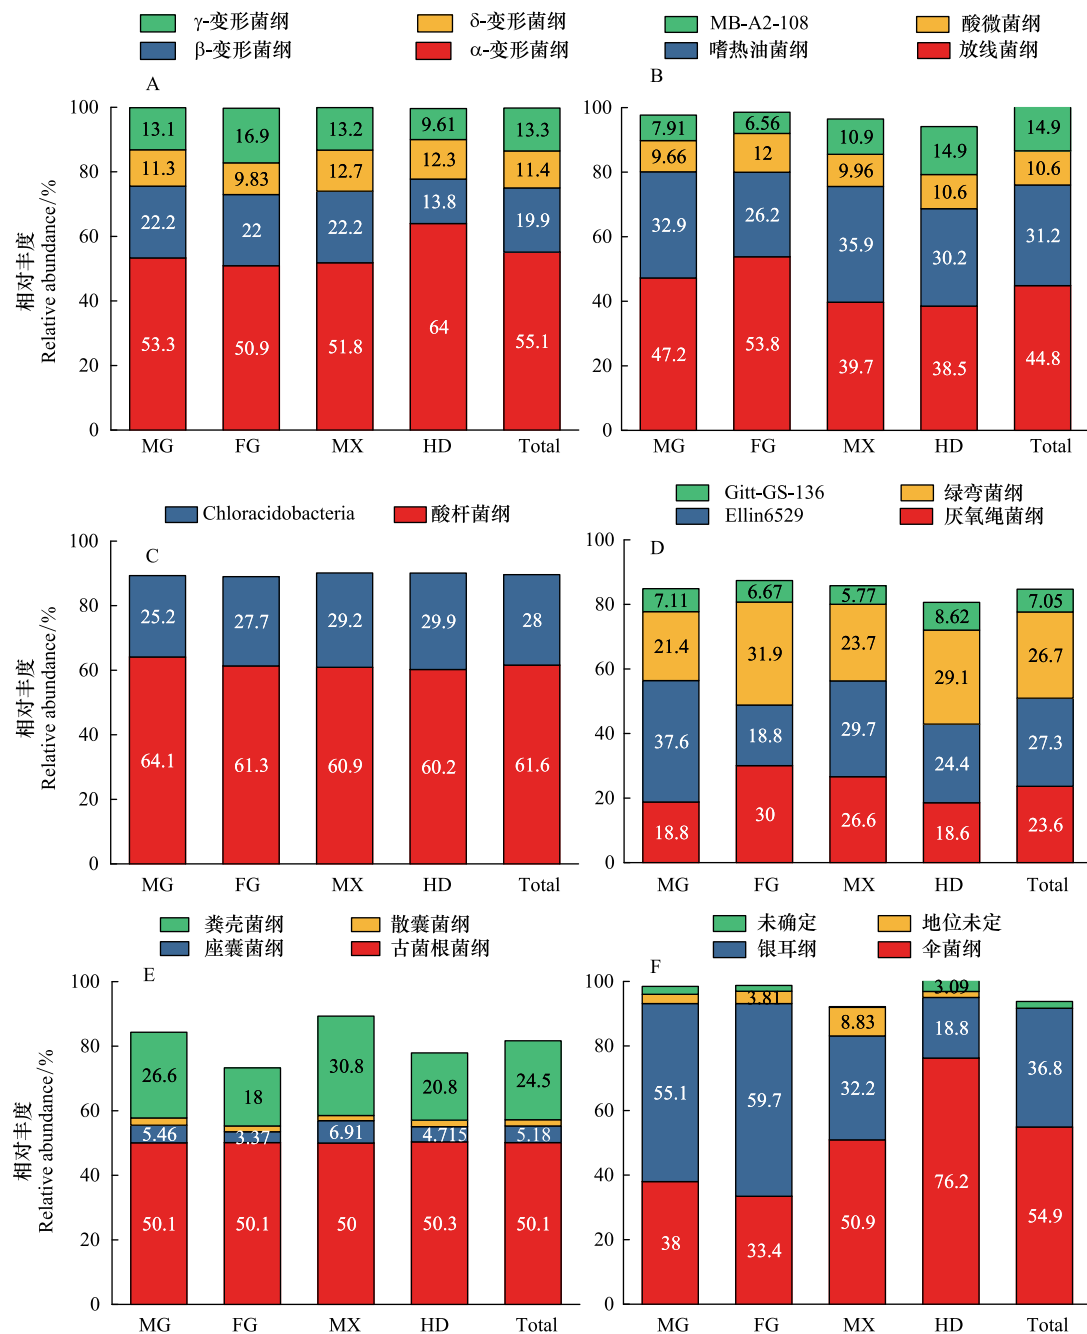 γ-变形菌纲 δ-变形菌纲
β-变形菌纲 α-变形菌纲
A
100
80
60
40
20
0
相对丰度
Relative abundance/%
13.1 16.9 13.2 9.61 13.3
11.3 9.83 12.7 12.3 11.4
22.2 22 22.2 13.8 19.9
53.3 50.9 51.8 64 55.1
MG FG MX HD Total
MB-A2-108 酸微菌纲
嗜热油菌纲 放线菌纲
B
100
80
60
40
20
0
7.91 6.56 10.9 14.9 14.9
9.66 12 9.96 10.6 10.6
32.9 26.2 35.9 30.2 31.2
47.2 53.8 39.7 38.5 44.8
MG FG MX HD Total
Chloracidobacteria 酸杆菌纲
C
100
80
60
40
20
0
相对丰度
Relative abundance/%
25.2 27.7 29.2 29.9 28
64.1 61.3 60.9 60.2 61.6
MG FG MX HD Total
Gitt-GS-136 绿弯菌纲
Ellin6529 厌氧绳菌纲
D
100
80
60
40
20
0
7.11 6.67 5.77 8.62 7.05
21.4 31.9 23.7 29.1 26.7
37.6 18.8 29.7 24.4 27.3
18.8 30 26.6 18.6 23.6
MG FG MX HD Total
粪壳菌纲 散囊菌纲
座囊菌纲 古菌根菌纲
E
100
80
60
40
20
0
相对丰度
Relative abundance/%
26.6 18 30.8 20.8 24.5
5.46 3.37 6.91 4.715 5.18
50.1 50.1 50 50.3 50.1
MG FG MX HD Total
未确定 地位未定
银耳纲 伞菌纲
F
100
80
60
40
20
0
3.81 8.83 3.09
55.1 59.7 32.2 18.8 36.8
38 33.4 50.9 76.2 54.9
MG FG MX HD Total